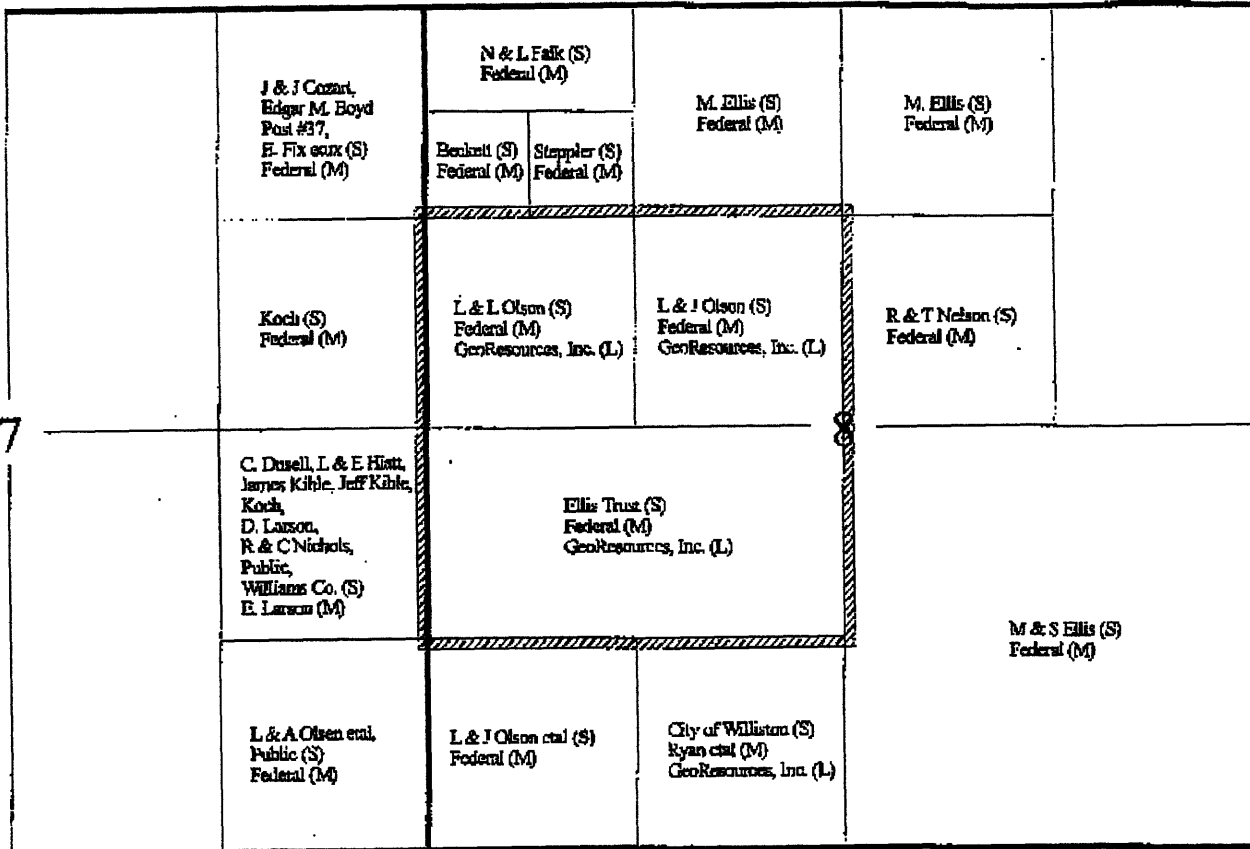 J & J Cozart,
Edgar M. Boyd
Post #37,
E. Fix etux (S)
Federal (M)
N & L Falk (S)
Federal (M)
Beckett (S)
Federal (M)
Steppler (S)
Federal (M)
M. Ellis (S)
Federal (M)
M. Ellis (S)
Federal (M)
Koch (S)
Federal (M)
L & L Olson (S)
Federal (M)
GeoResources, Inc. (L)
L & J Olson (S)
Federal (M)
GeoResources, Inc. (L)
R & T Nelson (S)
Federal (M)
7
8
C. Dusell, L & E Hiatt,
James Kihle, Jeff Kihle,
Koch,
D. Larson,
R & C Nichols,
Public,
Williams Co. (S)
E. Larson (M)
Ellis Trust (S)
Federal (M)
GeoResources, Inc. (L)
M & S Ellis (S)
Federal (M)
L & A Olsen etal,
Public (S)
Federal (M)
L & J Olson etal (S)
Federal (M)
City of Williston (S)
Ryan etal (M)
GeoResources, Inc. (L)